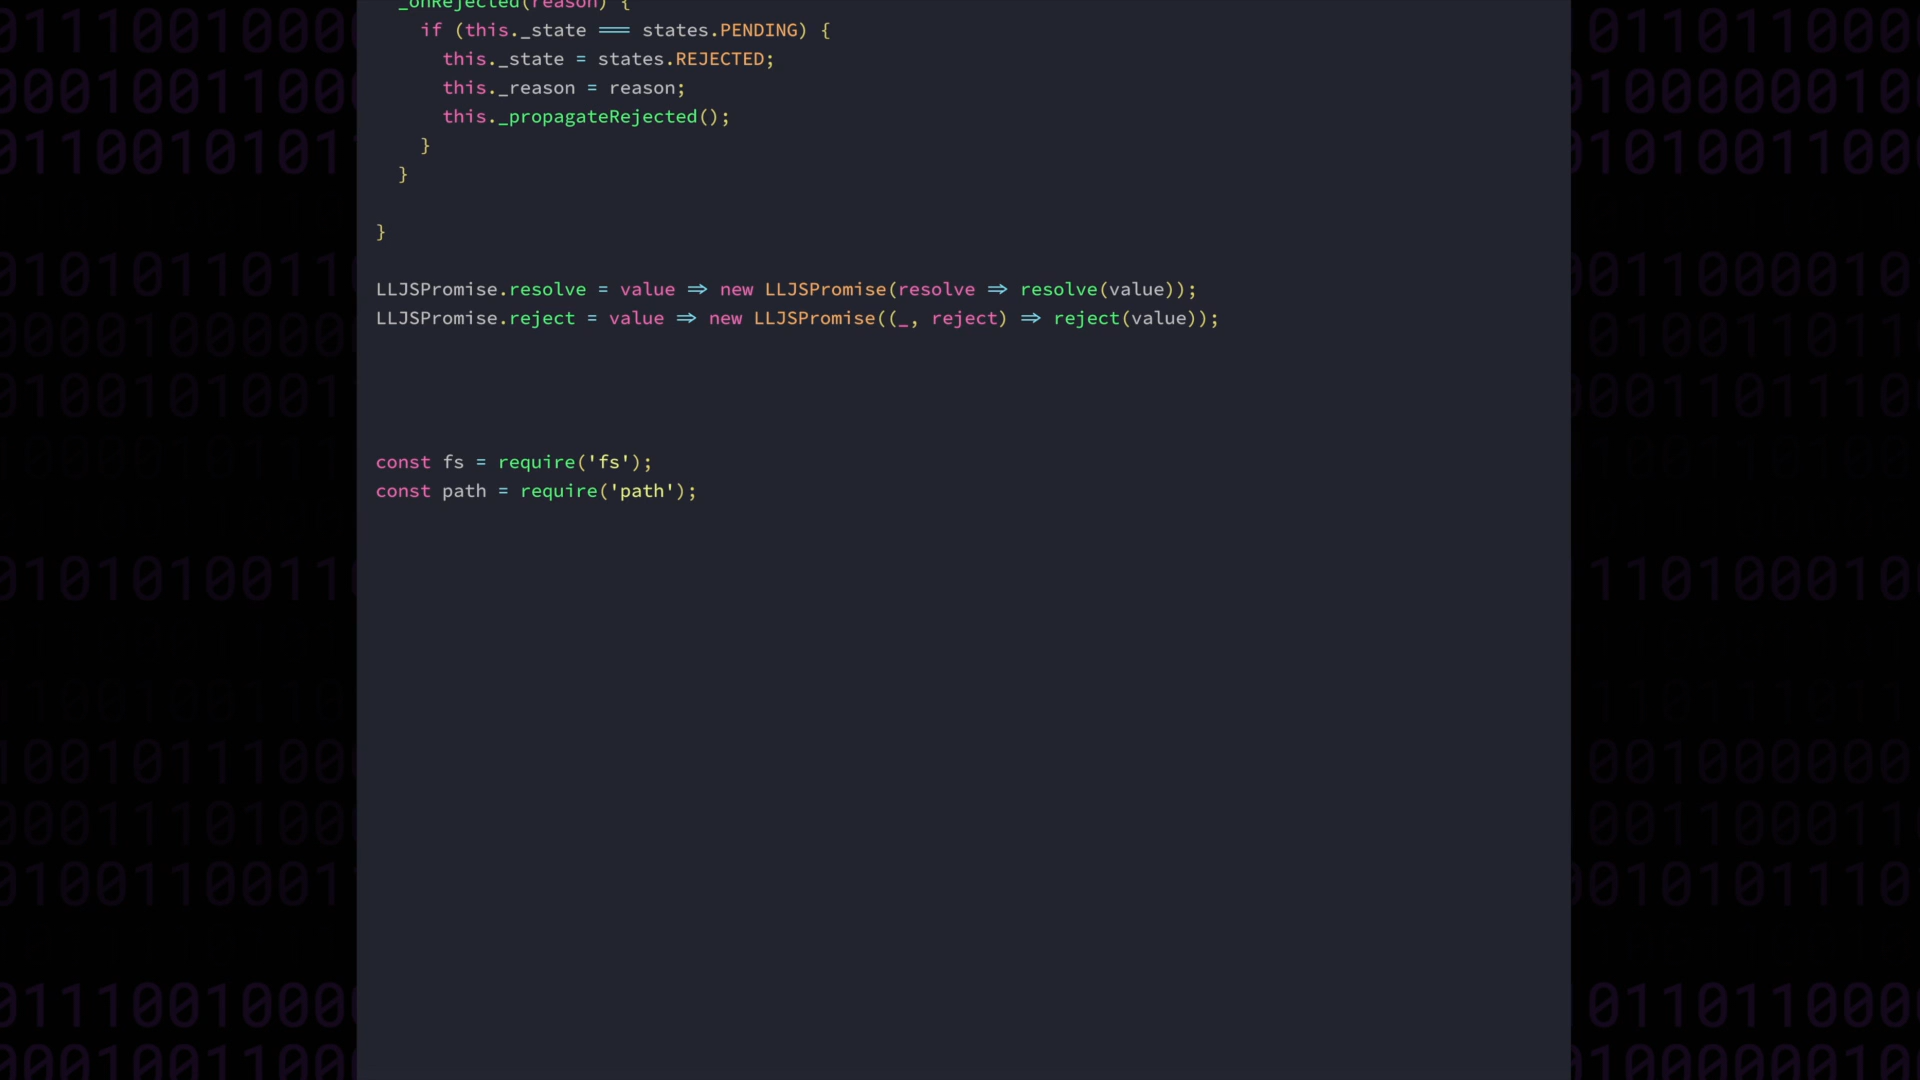 _onRejected(reason) {
if (this._state === states.PENDING) {
this._state = states.REJECTED;
this._reason = reason;
this._propagateRejected();
}
}
}
LLJSPromise.resolve = value => new LLJSPromise(resolve => resolve(value));
LLJSPromise.reject = value => new LLJSPromise((_, reject) => reject(value));
const fs = require('fs');
const path = require('path');